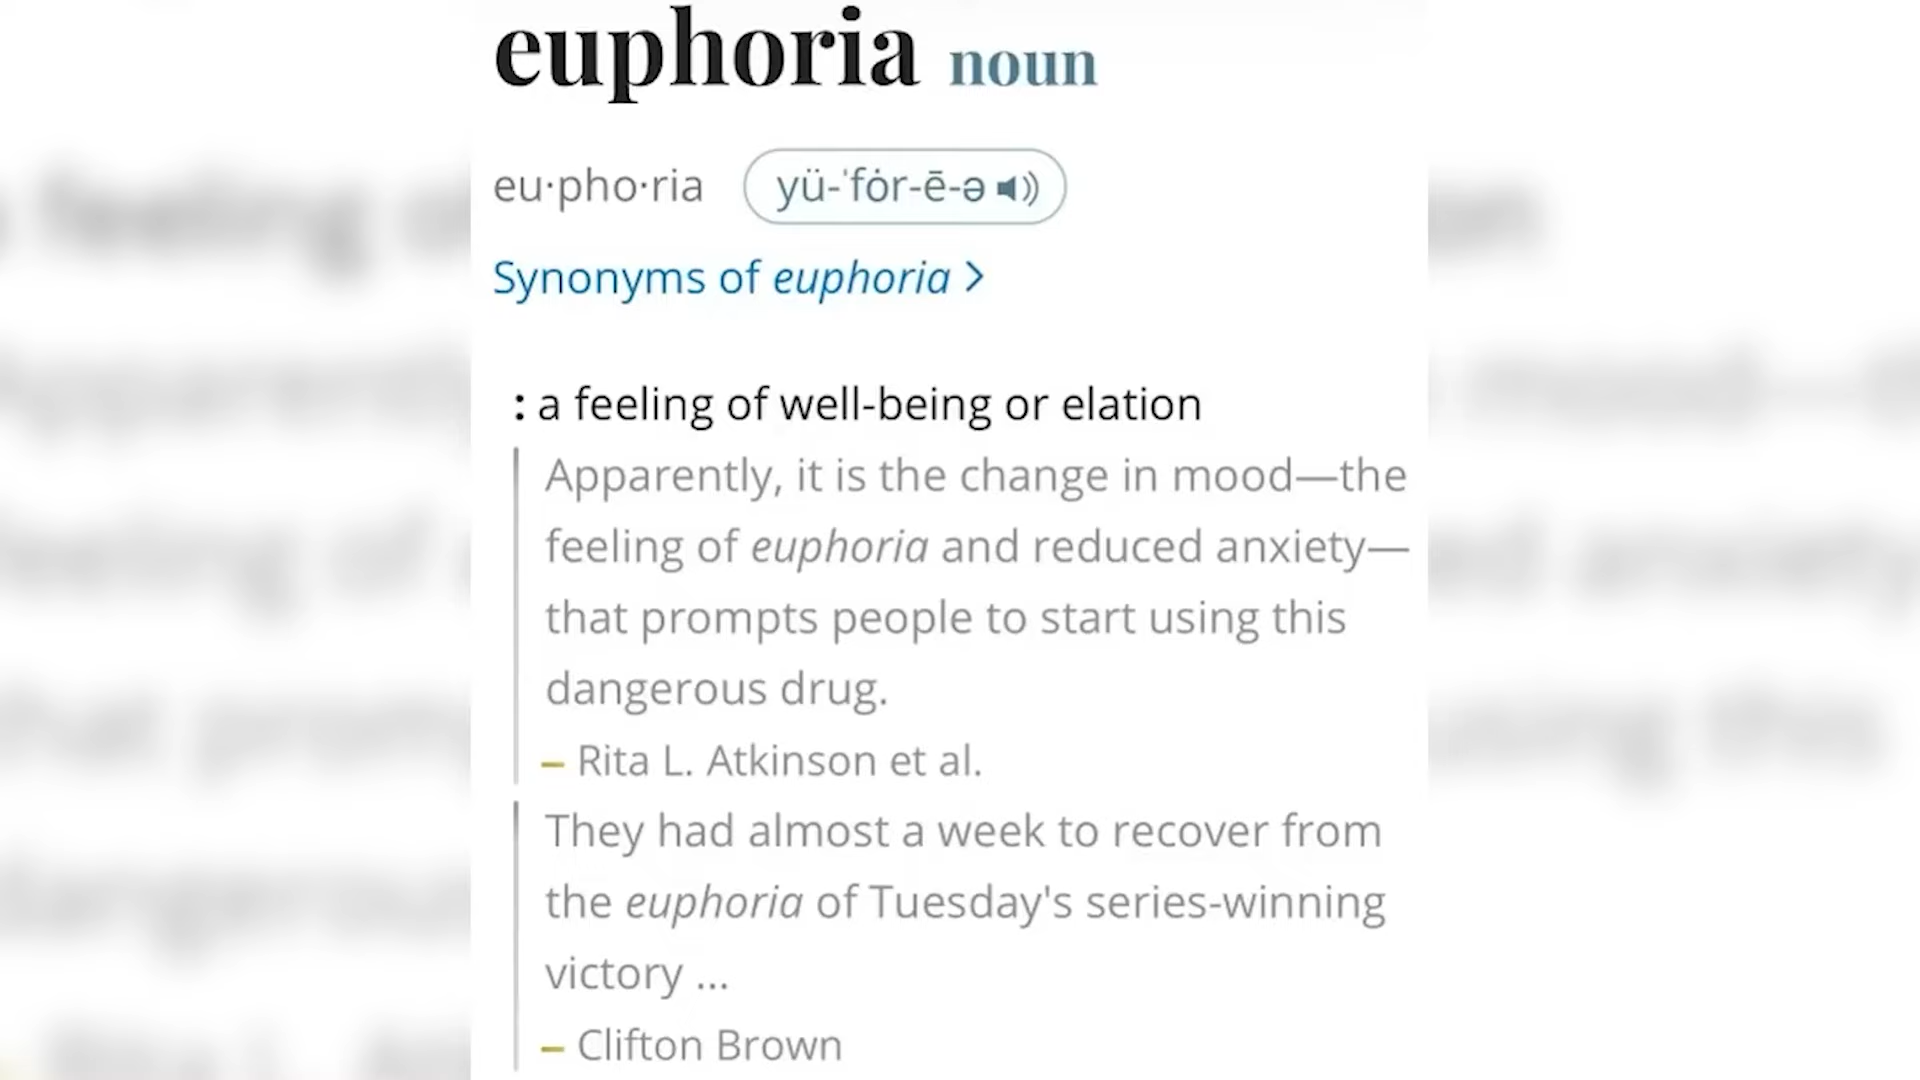 euphoria noun
eu·pho·ria yü-ˈfȯr-ē-ə
Synonyms of euphoria >
: a feeling of well-being or elation
Apparently, it is the change in mood—the
feeling of euphoria and reduced anxiety—
that prompts people to start using this
dangerous drug.
– Rita L. Atkinson et al.
They had almost a week to recover from
the euphoria of Tuesday's series-winning
victory ...
– Clifton Brown